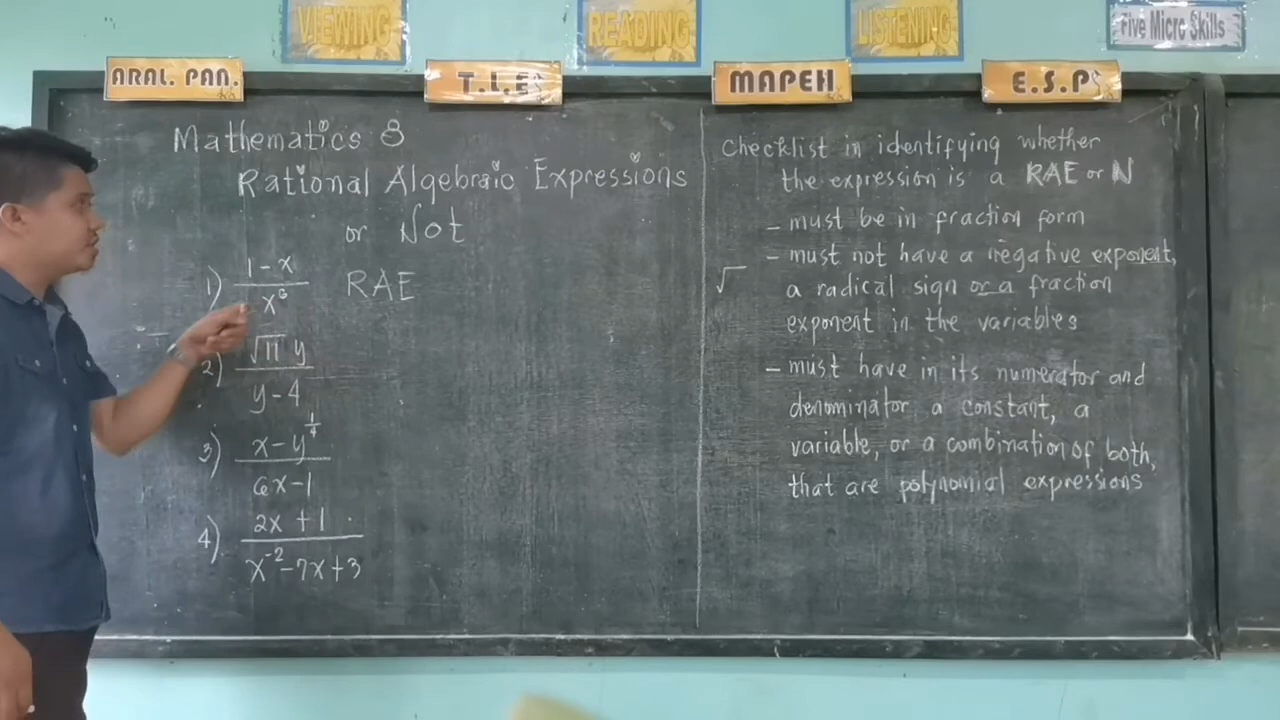 VIEWING
READING
LISTENING
Five Micro Skills
ARAL. PAN.
T.L.E
MAPEH
E.S.P
Mathematics 8
Rational Algebraic Expressions
or Not
1) (1 - x)/x⁶ RAE
2) (√11 y)/(y - 4)
3) (x - y^(1/4))/(6x - 1)
4) (2x + 1)/(x⁻² - 7x + 3)
Checklist in identifying whether
the expression is a RAE or N
- must be in fraction form
- must not have a negative exponent,
√ a radical sign or a fraction
exponent in the variables
- must have in its numerator and
denominator a constant, a
variable, or a combination of both,
that are polynomial expressions